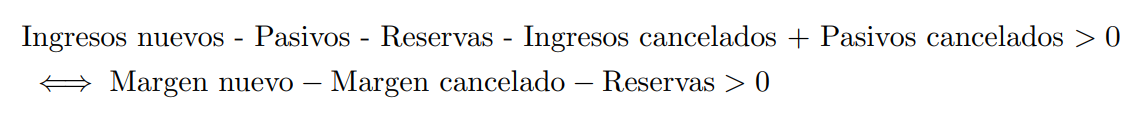 Ingresos nuevos - Pasivos - Reservas - Ingresos cancelados + Pasivos cancelados > 0
⟺ Margen nuevo − Margen cancelado − Reservas > 0